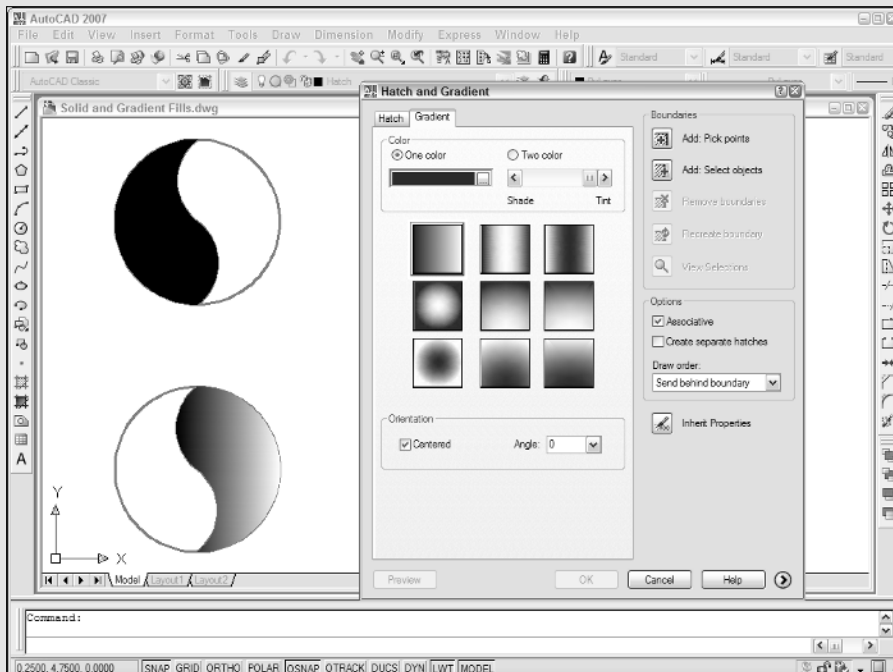 AutoCAD 2007
File Edit View Insert Format Tools Draw Dimension Modify Express Window Help
Standard Standard Standard
AutoCAD Classic Hatch
Solid and Gradient Fills.dwg
Hatch and Gradient
Hatch Gradient
Color
One color Two color
Shade Tint
Orientation
Centered Angle: 0
Boundaries
Add: Pick points
Add: Select objects
Remove boundaries
Recreate boundary
View Selections
Options
Associative
Create separate hatches
Draw order:
Send behind boundary
Inherit Properties
Preview OK Cancel Help
Y
X
A
Model Layout1 Layout2
Command:
0.2500, 4.7500, 0.0000 SNAP GRID ORTHO POLAR OSNAP OTRACK DUCS DYN LWT MODEL